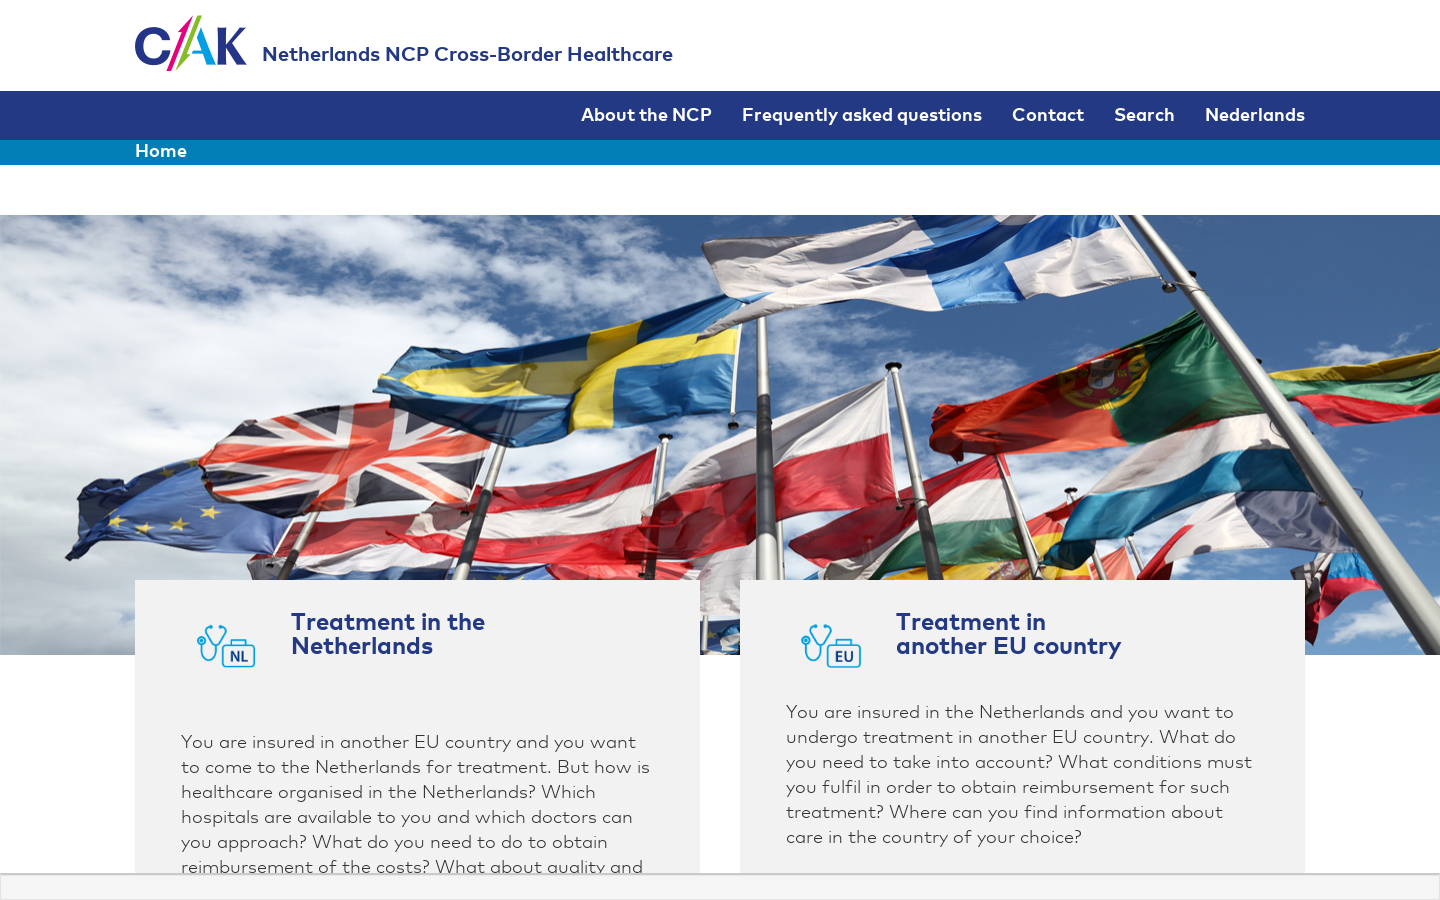 CAK
Netherlands NCP Cross-Border Healthcare
About the NCP
Frequently asked questions
Contact
Search
Nederlands
Home
NL
Treatment in the
Netherlands
You are insured in another EU country and you want
to come to the Netherlands for treatment. But how is
healthcare organised in the Netherlands? Which
hospitals are available to you and which doctors can
you approach? What do you need to do to obtain
reimbursement of the costs? What about quality and
EU
Treatment in
another EU country
You are insured in the Netherlands and you want to
undergo treatment in another EU country. What do
you need to take into account? What conditions must
you fulfil in order to obtain reimbursement for such
treatment? Where can you find information about
care in the country of your choice?